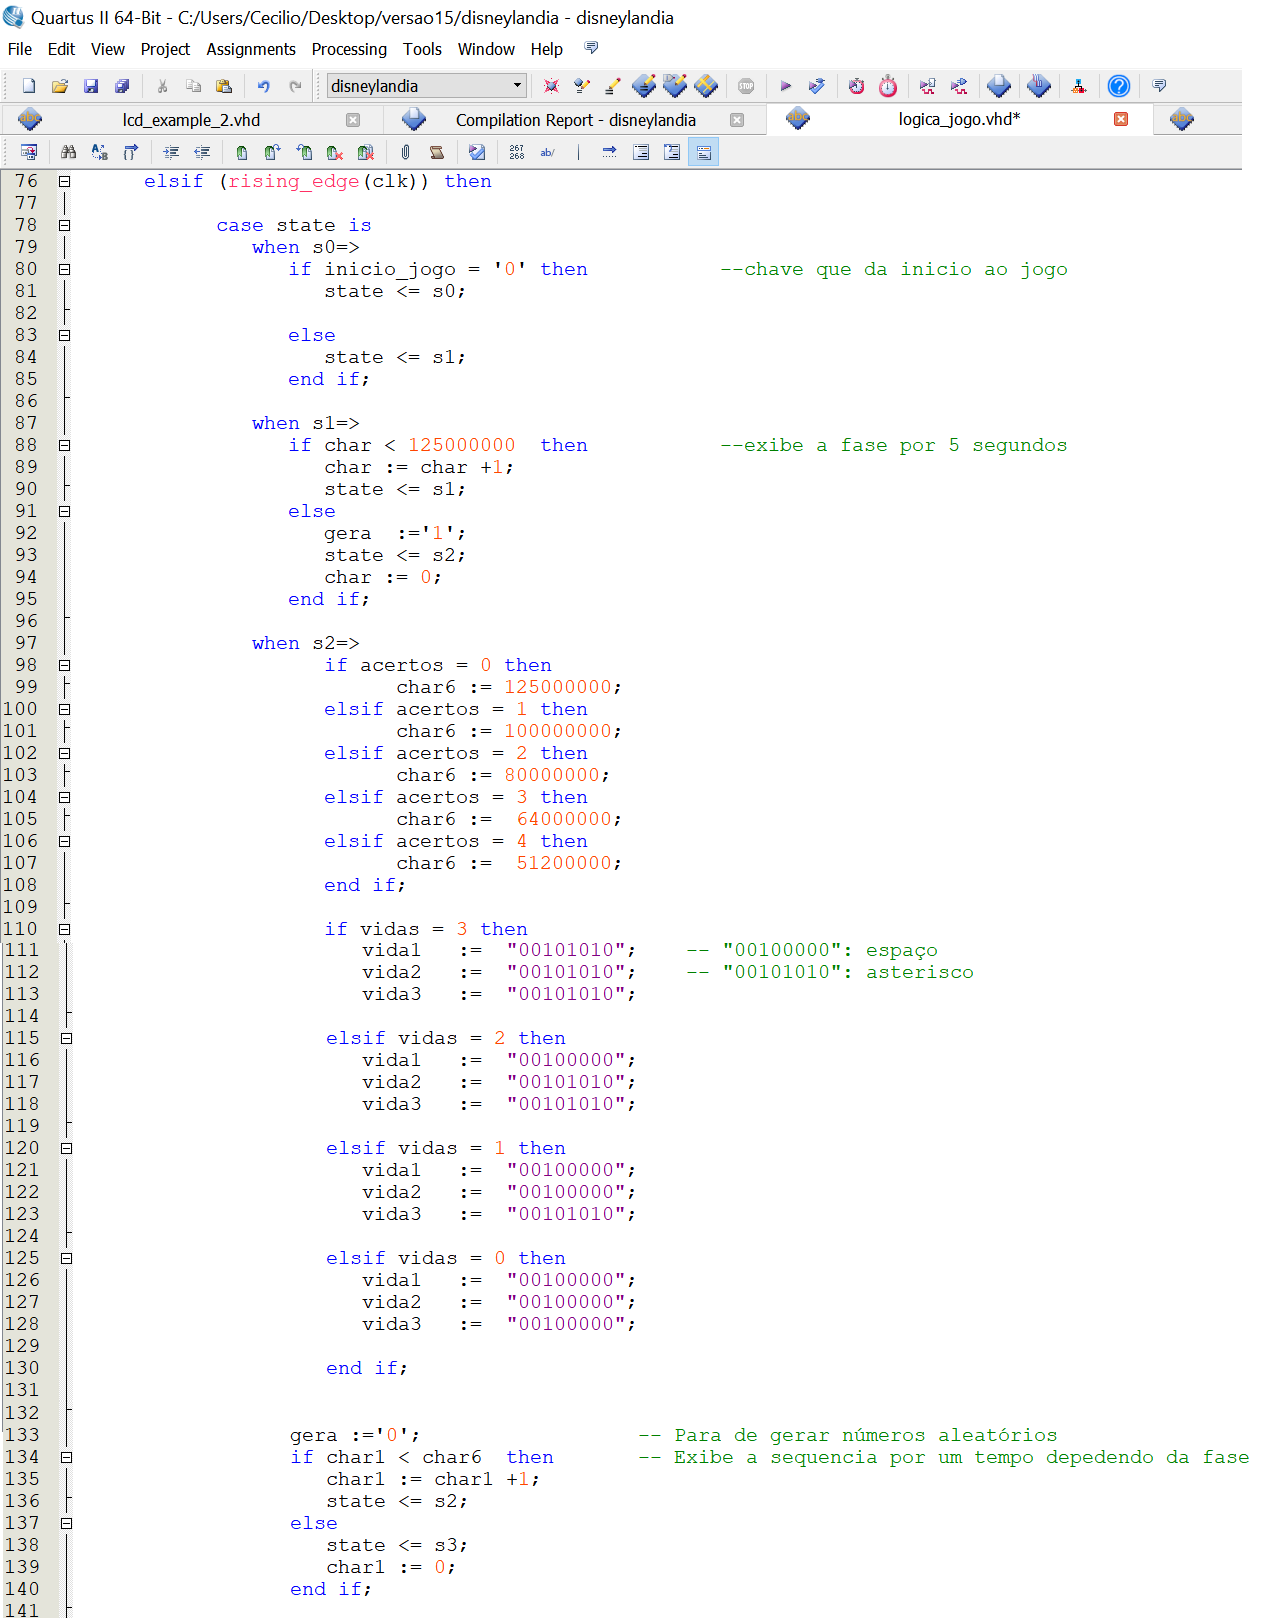 Quartus II 64-Bit - C:/Users/Cecilio/Desktop/versao15/disneylandia - disneylandia
File Edit View Project Assignments Processing Tools Window Help
disneylandia
STOP
abc lcd_example_2.vhd Compilation Report - disneylandia abc logica_jogo.vhd* abc
267 268 ab/
76 elsif (rising_edge(clk)) then
77
78 case state is
79 when s0=>
80 if inicio_jogo = '0' then --chave que da inicio ao jogo
81 state <= s0;
82
83 else
84 state <= s1;
85 end if;
86
87 when s1=>
88 if char < 125000000 then --exibe a fase por 5 segundos
89 char := char +1;
90 state <= s1;
91 else
92 gera :='1';
93 state <= s2;
94 char := 0;
95 end if;
96
97 when s2=>
98 if acertos = 0 then
99 char6 := 125000000;
100 elsif acertos = 1 then
101 char6 := 100000000;
102 elsif acertos = 2 then
103 char6 := 80000000;
104 elsif acertos = 3 then
105 char6 := 64000000;
106 elsif acertos = 4 then
107 char6 := 51200000;
108 end if;
109
110 if vidas = 3 then
111 vida1 := "00101010"; -- "00100000": espaço
112 vida2 := "00101010"; -- "00101010": asterisco
113 vida3 := "00101010";
114
115 elsif vidas = 2 then
116 vida1 := "00100000";
117 vida2 := "00101010";
118 vida3 := "00101010";
119
120 elsif vidas = 1 then
121 vida1 := "00100000";
122 vida2 := "00100000";
123 vida3 := "00101010";
124
125 elsif vidas = 0 then
126 vida1 := "00100000";
127 vida2 := "00100000";
128 vida3 := "00100000";
129
130 end if;
131
132
133 gera :='0'; -- Para de gerar números aleatórios
134 if char1 < char6 then -- Exibe a sequencia por um tempo depedendo da fase
135 char1 := char1 +1;
136 state <= s2;
137 else
138 state <= s3;
139 char1 := 0;
140 end if;
141